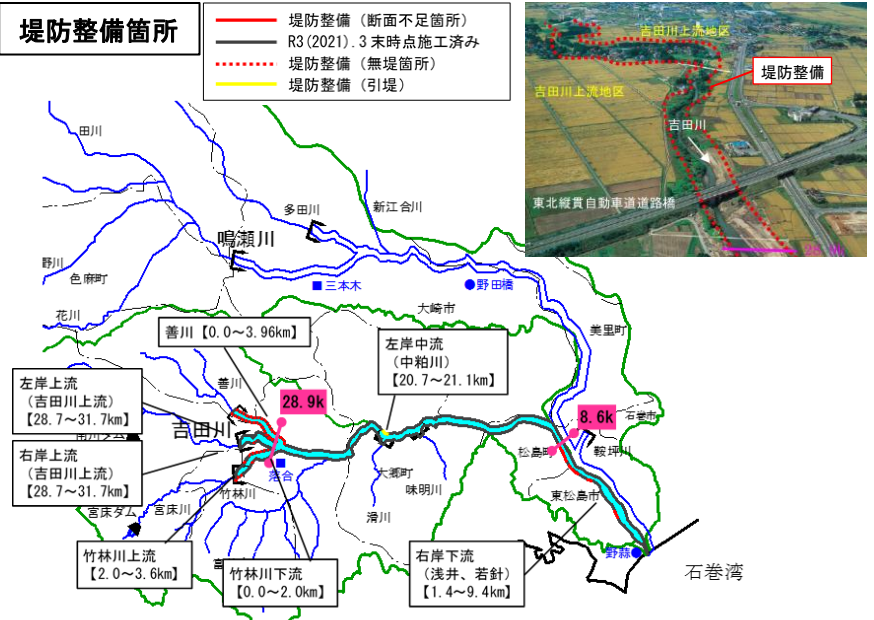 堤防整備箇所
堤防整備（断面不足箇所）
R3(2021).3末時点施工済み
堤防整備（無堤箇所）
堤防整備（引堤）
吉田川上流地区
堤防整備
吉田川上流地区
吉田川
東北縦貫自動車道道路橋
田川
多田川
新江合川
鳴瀬川
野川
色麻町
三本木
野田橋
花川
大崎市
美里町
善川【0.0～3.96km】
左岸中流
（中粕川）
【20.7～21.1km】
左岸上流
（吉田川上流）
【28.7～31.7km】
善川
28.9k
8.6k
石巻市
吉田川
松島町
鞍坪川
右岸上流
（吉田川上流）
【28.7～31.7km】
落合
大郷町
味明川
竹林川
東松島市
宮床ダム
宮床川
滑川
竹林川上流
【2.0～3.6km】
竹林川下流
【0.0～2.0km】
右岸下流
（浅井、若針）
【1.4～9.4km】
野蒜
石巻湾